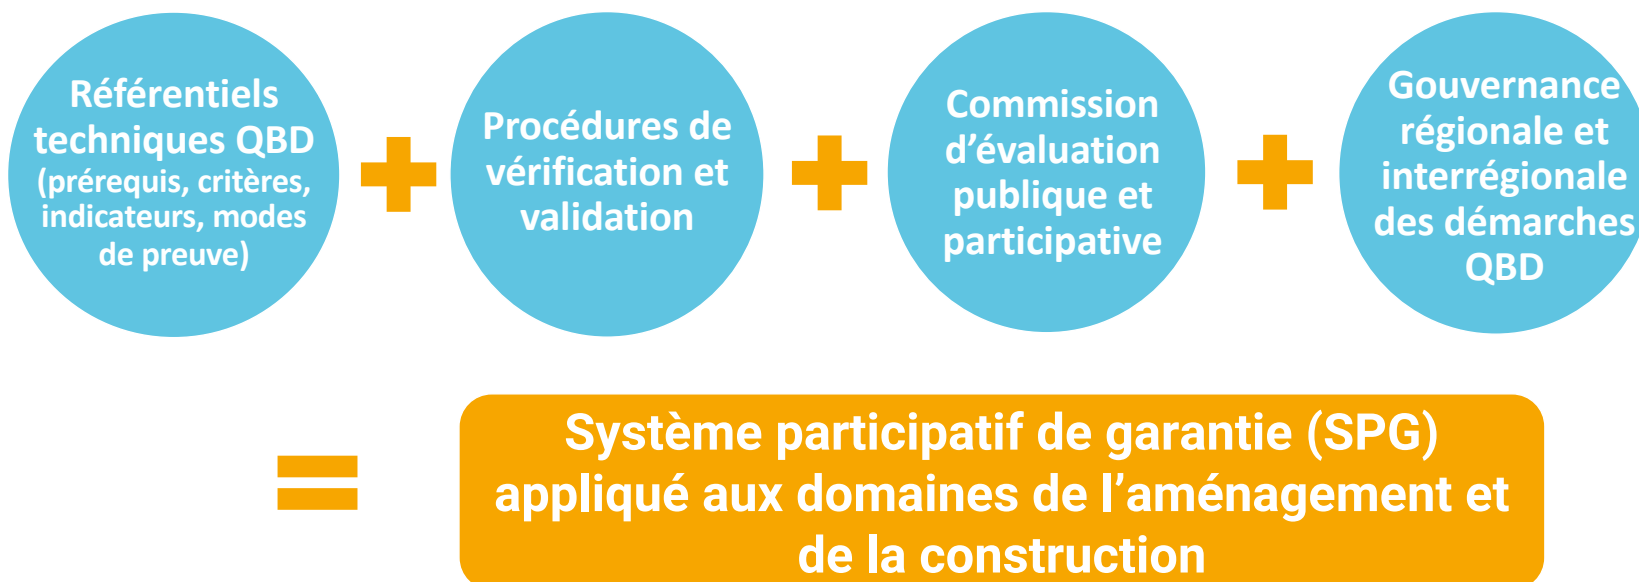 Référentiels
techniques QBD
(prérequis, critères,
indicateurs, modes
de preuve)
Procédures de
vérification et
validation
Commission
d'évaluation
publique et
participative
Gouvernance
régionale et
interrégionale
des démarches
QBD
Système participatif de garantie (SPG)
appliqué aux domaines de l'aménagement et
de la construction